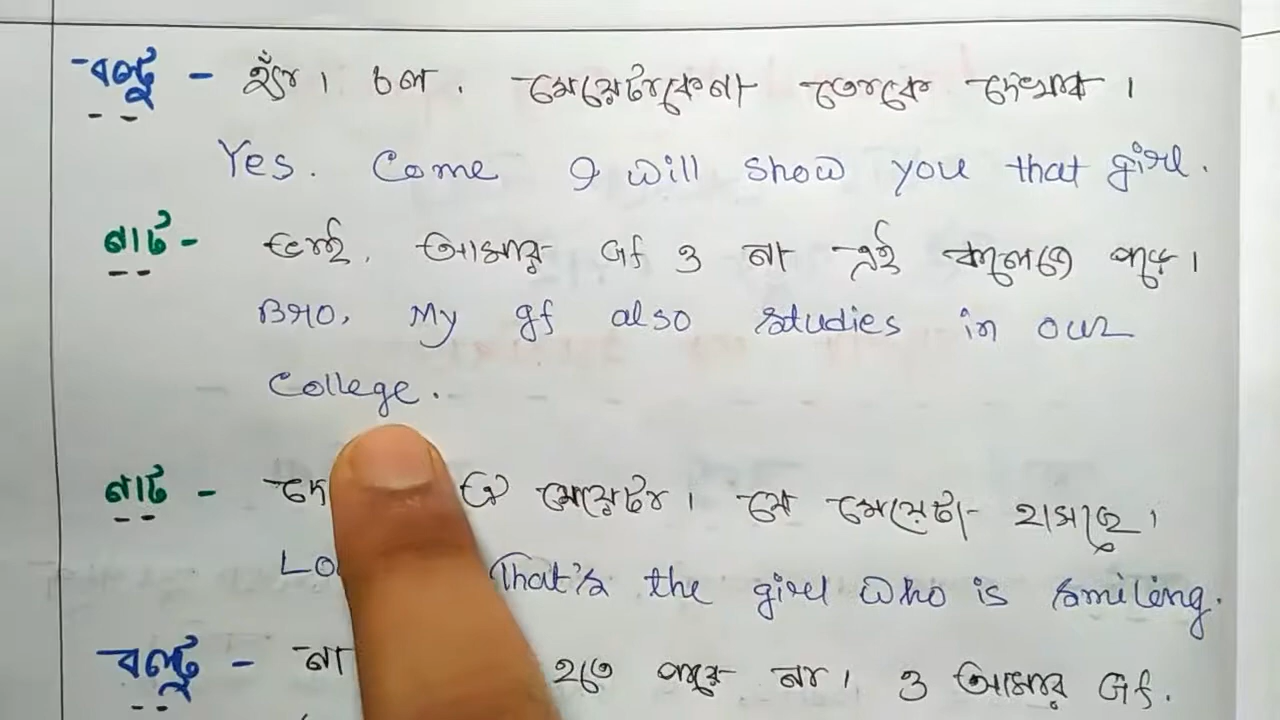 বল্টু - হ্যাঁ। চল. মেয়েটাকেনা তোকে দেখাব।
Yes. Come I will show you that girl.
লাট - ভাই, আমার Gf ও না এই কলেজে পড়ে।
Bro, My gf also studies in our
College.
লাট - ঐ মেয়েটা। যে মেয়েটা হাসছে।
That's the girl who is smiling.
বল্টু - না হতে পারে না। ও আমার Gf.